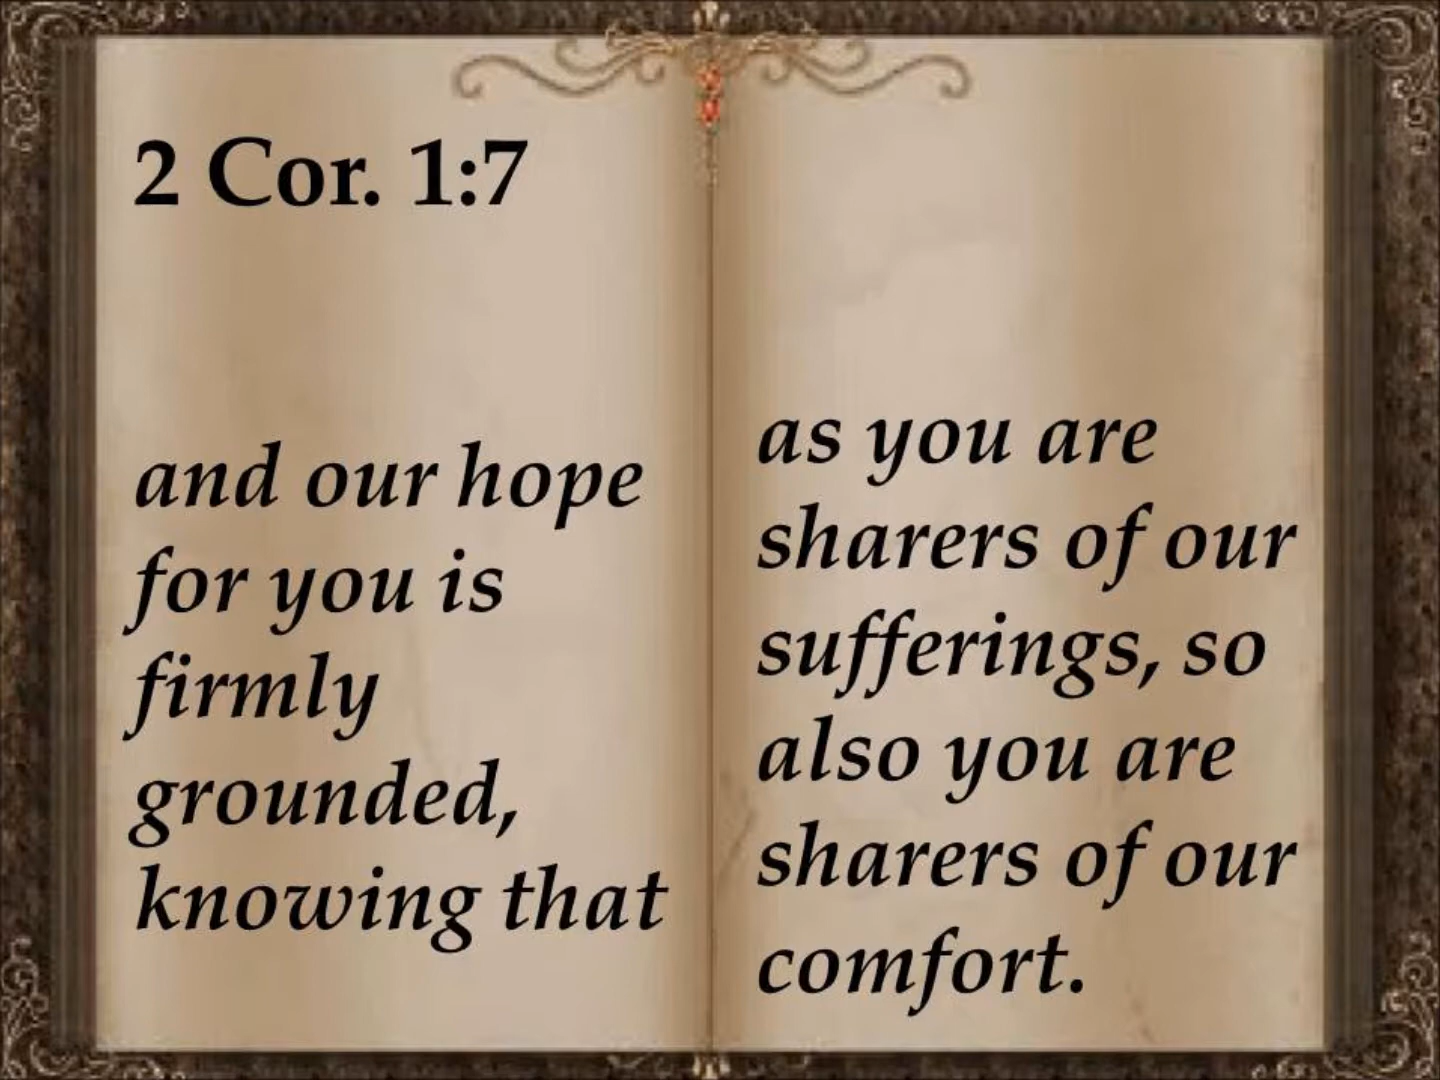 2 Cor. 1:7
and our hope
for you is
firmly
grounded,
knowing that
as you are
sharers of our
sufferings, so
also you are
sharers of our
comfort.